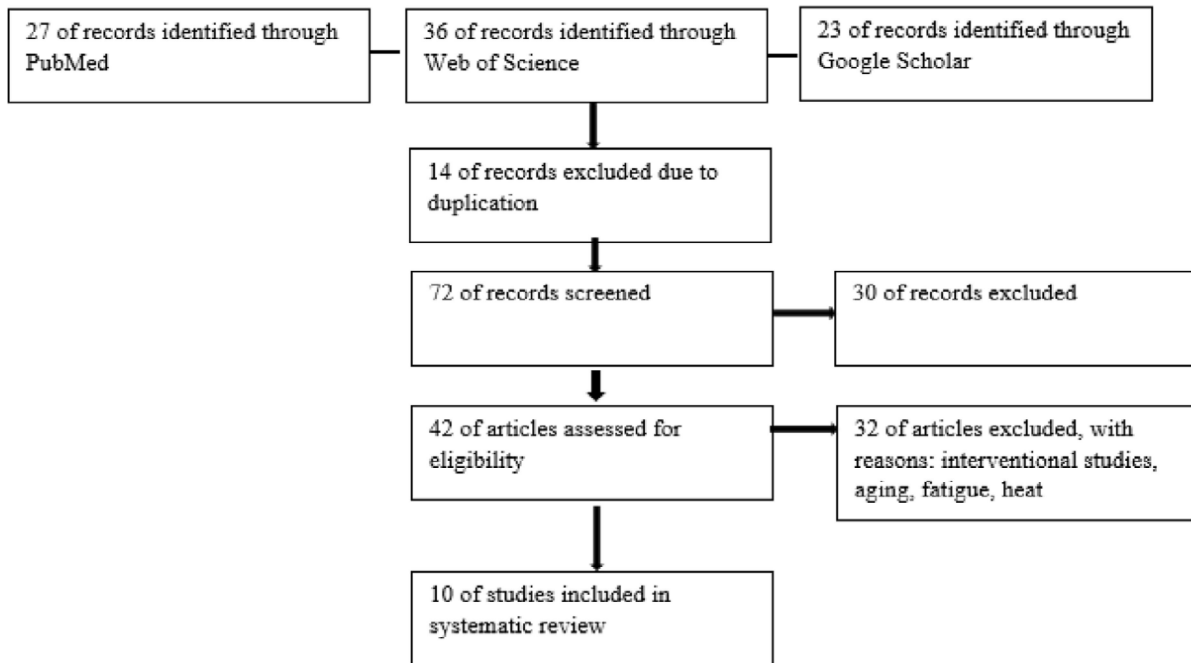 27 of records identified through
PubMed
36 of records identified through
Web of Science
23 of records identified through
Google Scholar
14 of records excluded due to
duplication
72 of records screened
30 of records excluded
42 of articles assessed for
eligibility
32 of articles excluded, with
reasons: interventional studies,
aging, fatigue, heat
10 of studies included in
systematic review